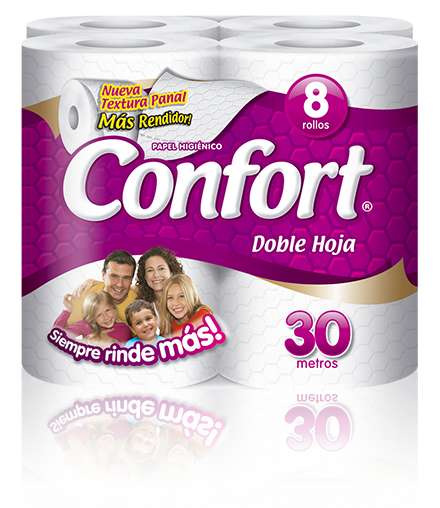 Nueva
Textura Panal
Más Rendidor!
8
rollos
PAPEL HIGIÉNICO
Confort®
Doble Hoja
Siempre rinde más!
30
metros